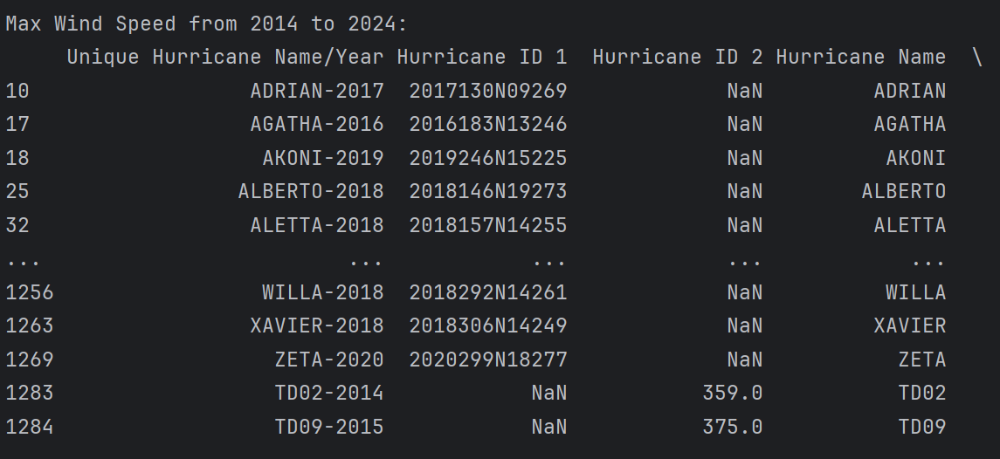 Max Wind Speed from 2014 to 2024:
     Unique Hurricane Name/Year Hurricane ID 1  Hurricane ID 2 Hurricane Name  \
10                  ADRIAN-2017  2017130N09269             NaN         ADRIAN
17                  AGATHA-2016  2016183N13246             NaN         AGATHA
18                   AKONI-2019  2019246N15225             NaN          AKONI
25                 ALBERTO-2018  2018146N19273             NaN        ALBERTO
32                  ALETTA-2018  2018157N14255             NaN         ALETTA
...                         ...            ...             ...            ...
1256                 WILLA-2018  2018292N14261             NaN          WILLA
1263                XAVIER-2018  2018306N14249             NaN         XAVIER
1269                  ZETA-2020  2020299N18277             NaN           ZETA
1283                  TD02-2014            NaN           359.0           TD02
1284                  TD09-2015            NaN           375.0           TD09